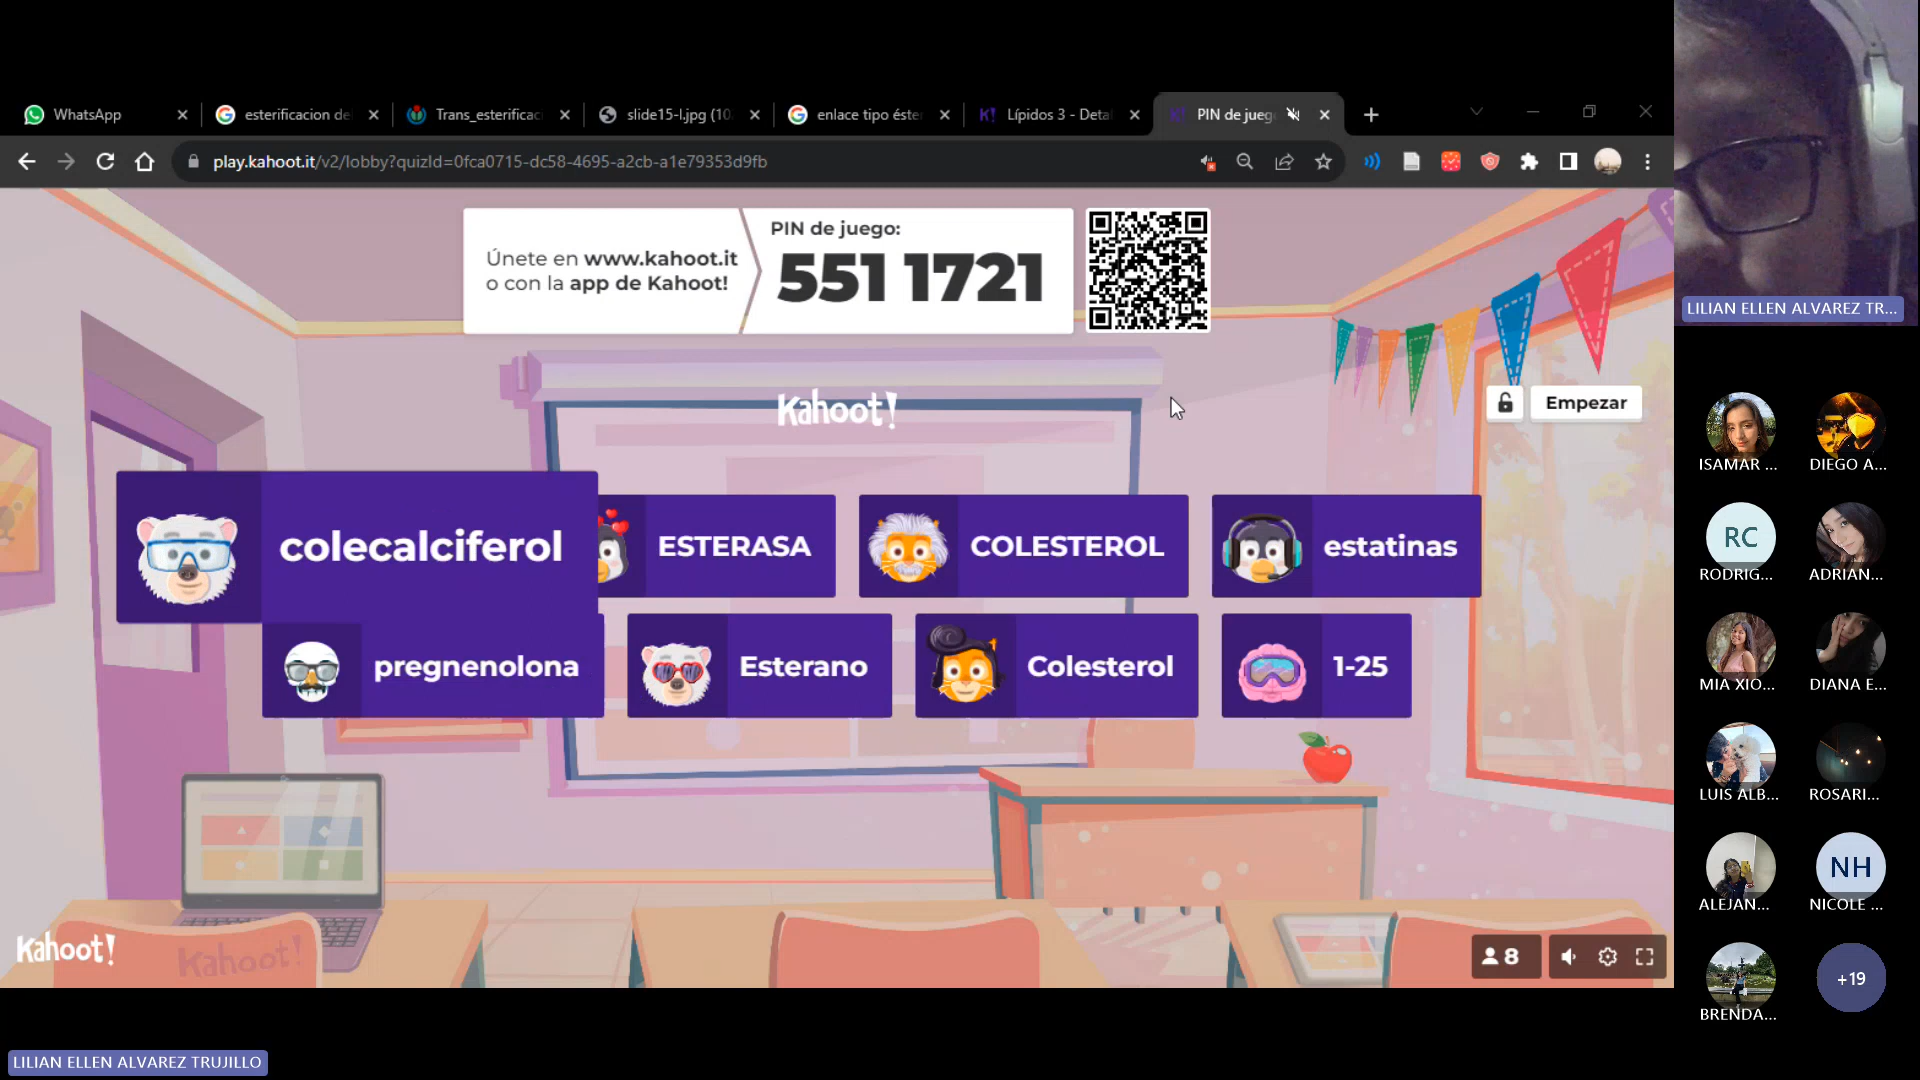 WhatsApp
esterificacion de
Trans_esterificac
slide15-l.jpg (10
enlace tipo éste
Lípidos 3 - Deta
PIN de jueg
play.kahoot.it/v2/lobby?quizId=0fca0715-dc58-4695-a2cb-a1e79353d9fb
Únete en www.kahoot.it
o con la app de Kahoot!
PIN de juego:
551 1721
Kahoot!
Empezar
colecalciferol
ESTERASA
COLESTEROL
estatinas
pregnenolona
Esterano
Colesterol
1-25
Kahoot!
Kahoot!
8
LILIAN ELLEN ALVAREZ TR...
ISAMAR ...
DIEGO A...
RC
RODRIG...
ADRIAN...
MIA XIO...
DIANA E...
LUIS ALB...
ROSARI...
ALEJAN...
NH
NICOLE ...
BRENDA...
+19
LILIAN ELLEN ALVAREZ TRUJILLO